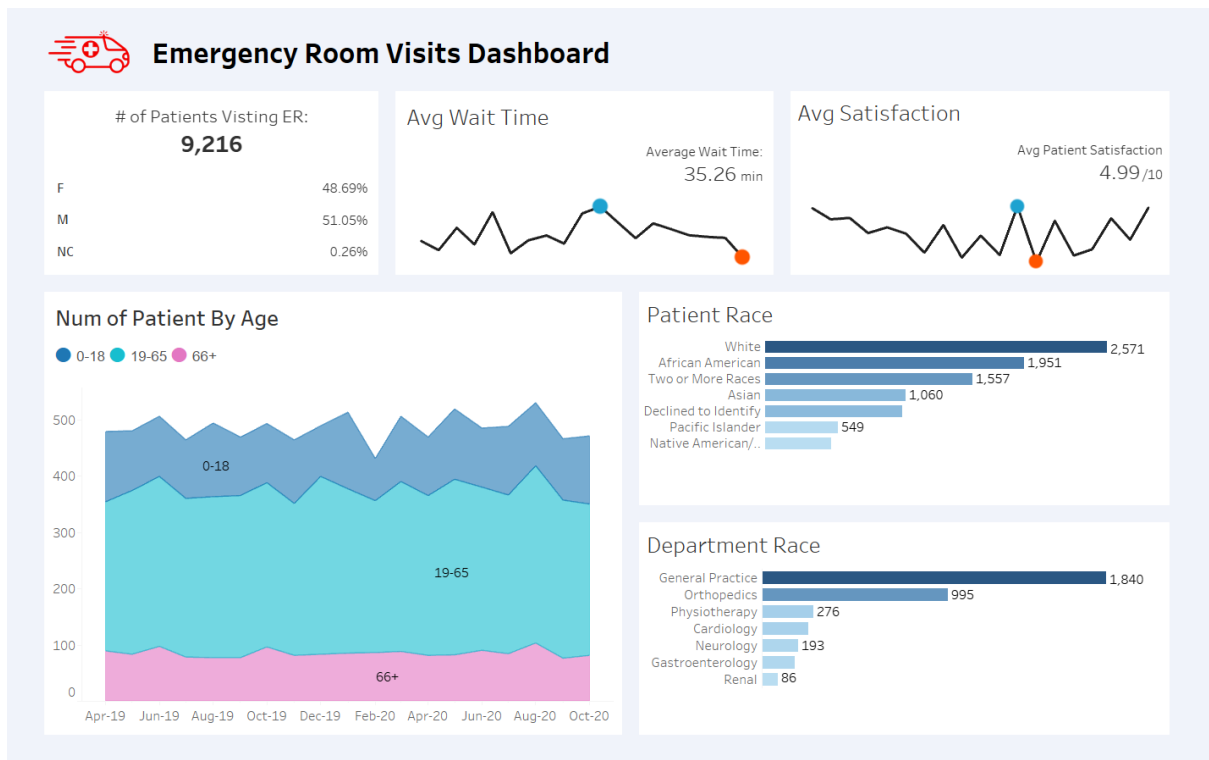 Emergency Room Visits Dashboard
# of Patients Visting ER:
9,216
F 48.69%
M 51.05%
NC 0.26%
Avg Wait Time
Average Wait Time:
35.26 min
Avg Satisfaction
Avg Patient Satisfaction
4.99 /10
Num of Patient By Age
0-18 19-65 66+
500
400
300
200
100
0
0-18
19-65
66+
Apr-19 Jun-19 Aug-19 Oct-19 Dec-19 Feb-20 Apr-20 Jun-20 Aug-20 Oct-20
Patient Race
White 2,571
African American 1,951
Two or More Races 1,557
Asian 1,060
Declined to Identify
Pacific Islander 549
Native American/..
Department Race
General Practice 1,840
Orthopedics 995
Physiotherapy 276
Cardiology
Neurology 193
Gastroenterology
Renal 86